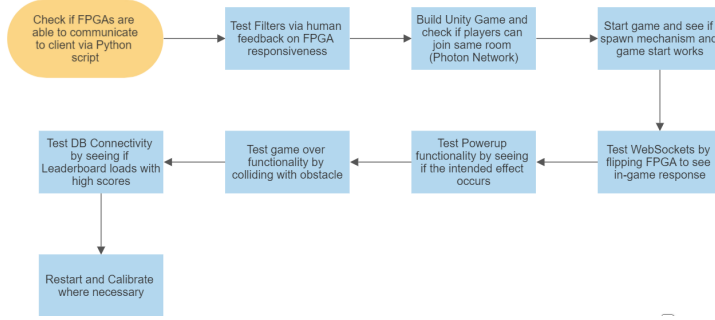 Check if FPGAs are
able to communicate
to client via Python
script
Test Filters via human
feedback on FPGA
responsiveness
Build Unity Game and
check if players can
join same room
(Photon Network)
Start game and see if
spawn mechanism and
game start works
Test WebSockets by
flipping FPGA to see
in-game response
Test Powerup
functionality by seeing
if the intended effect
occurs
Test game over
functionality by
colliding with obstacle
Test DB Connectivity
by seeing if
Leaderboard loads with
high scores
Restart and Calibrate
where necessary